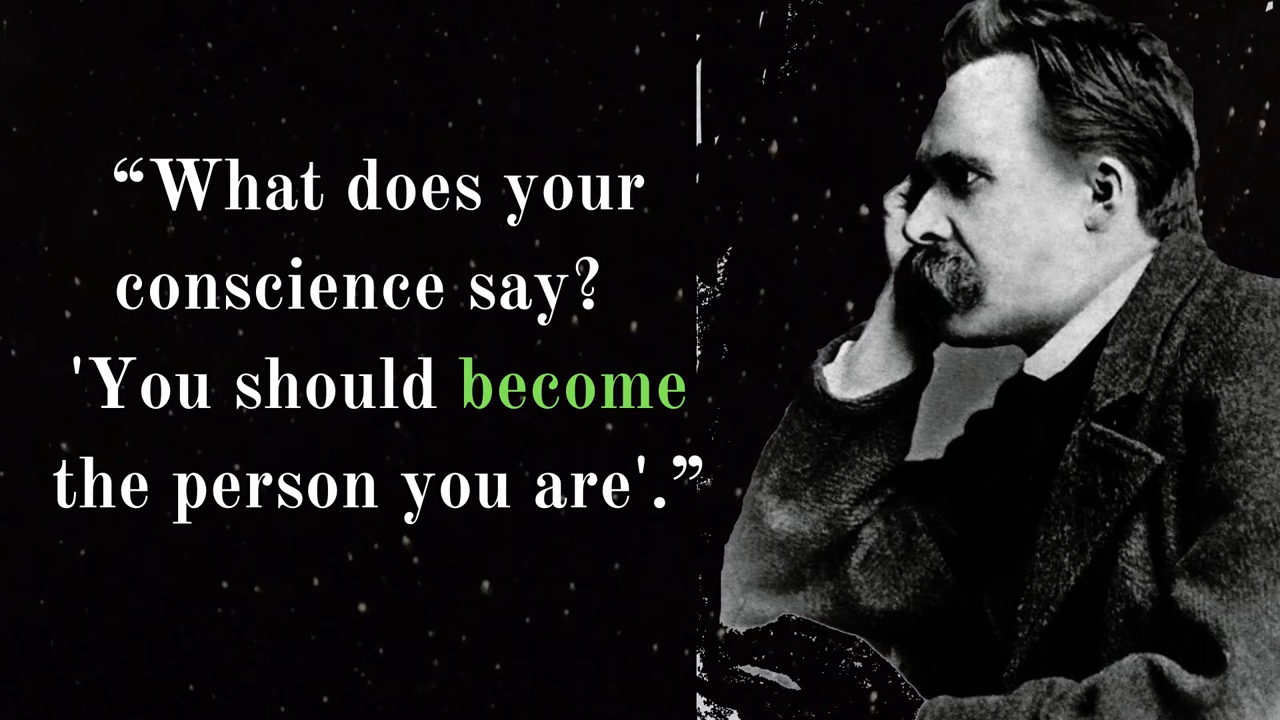 “What does your
conscience say?
'You should become
the person you are'.”